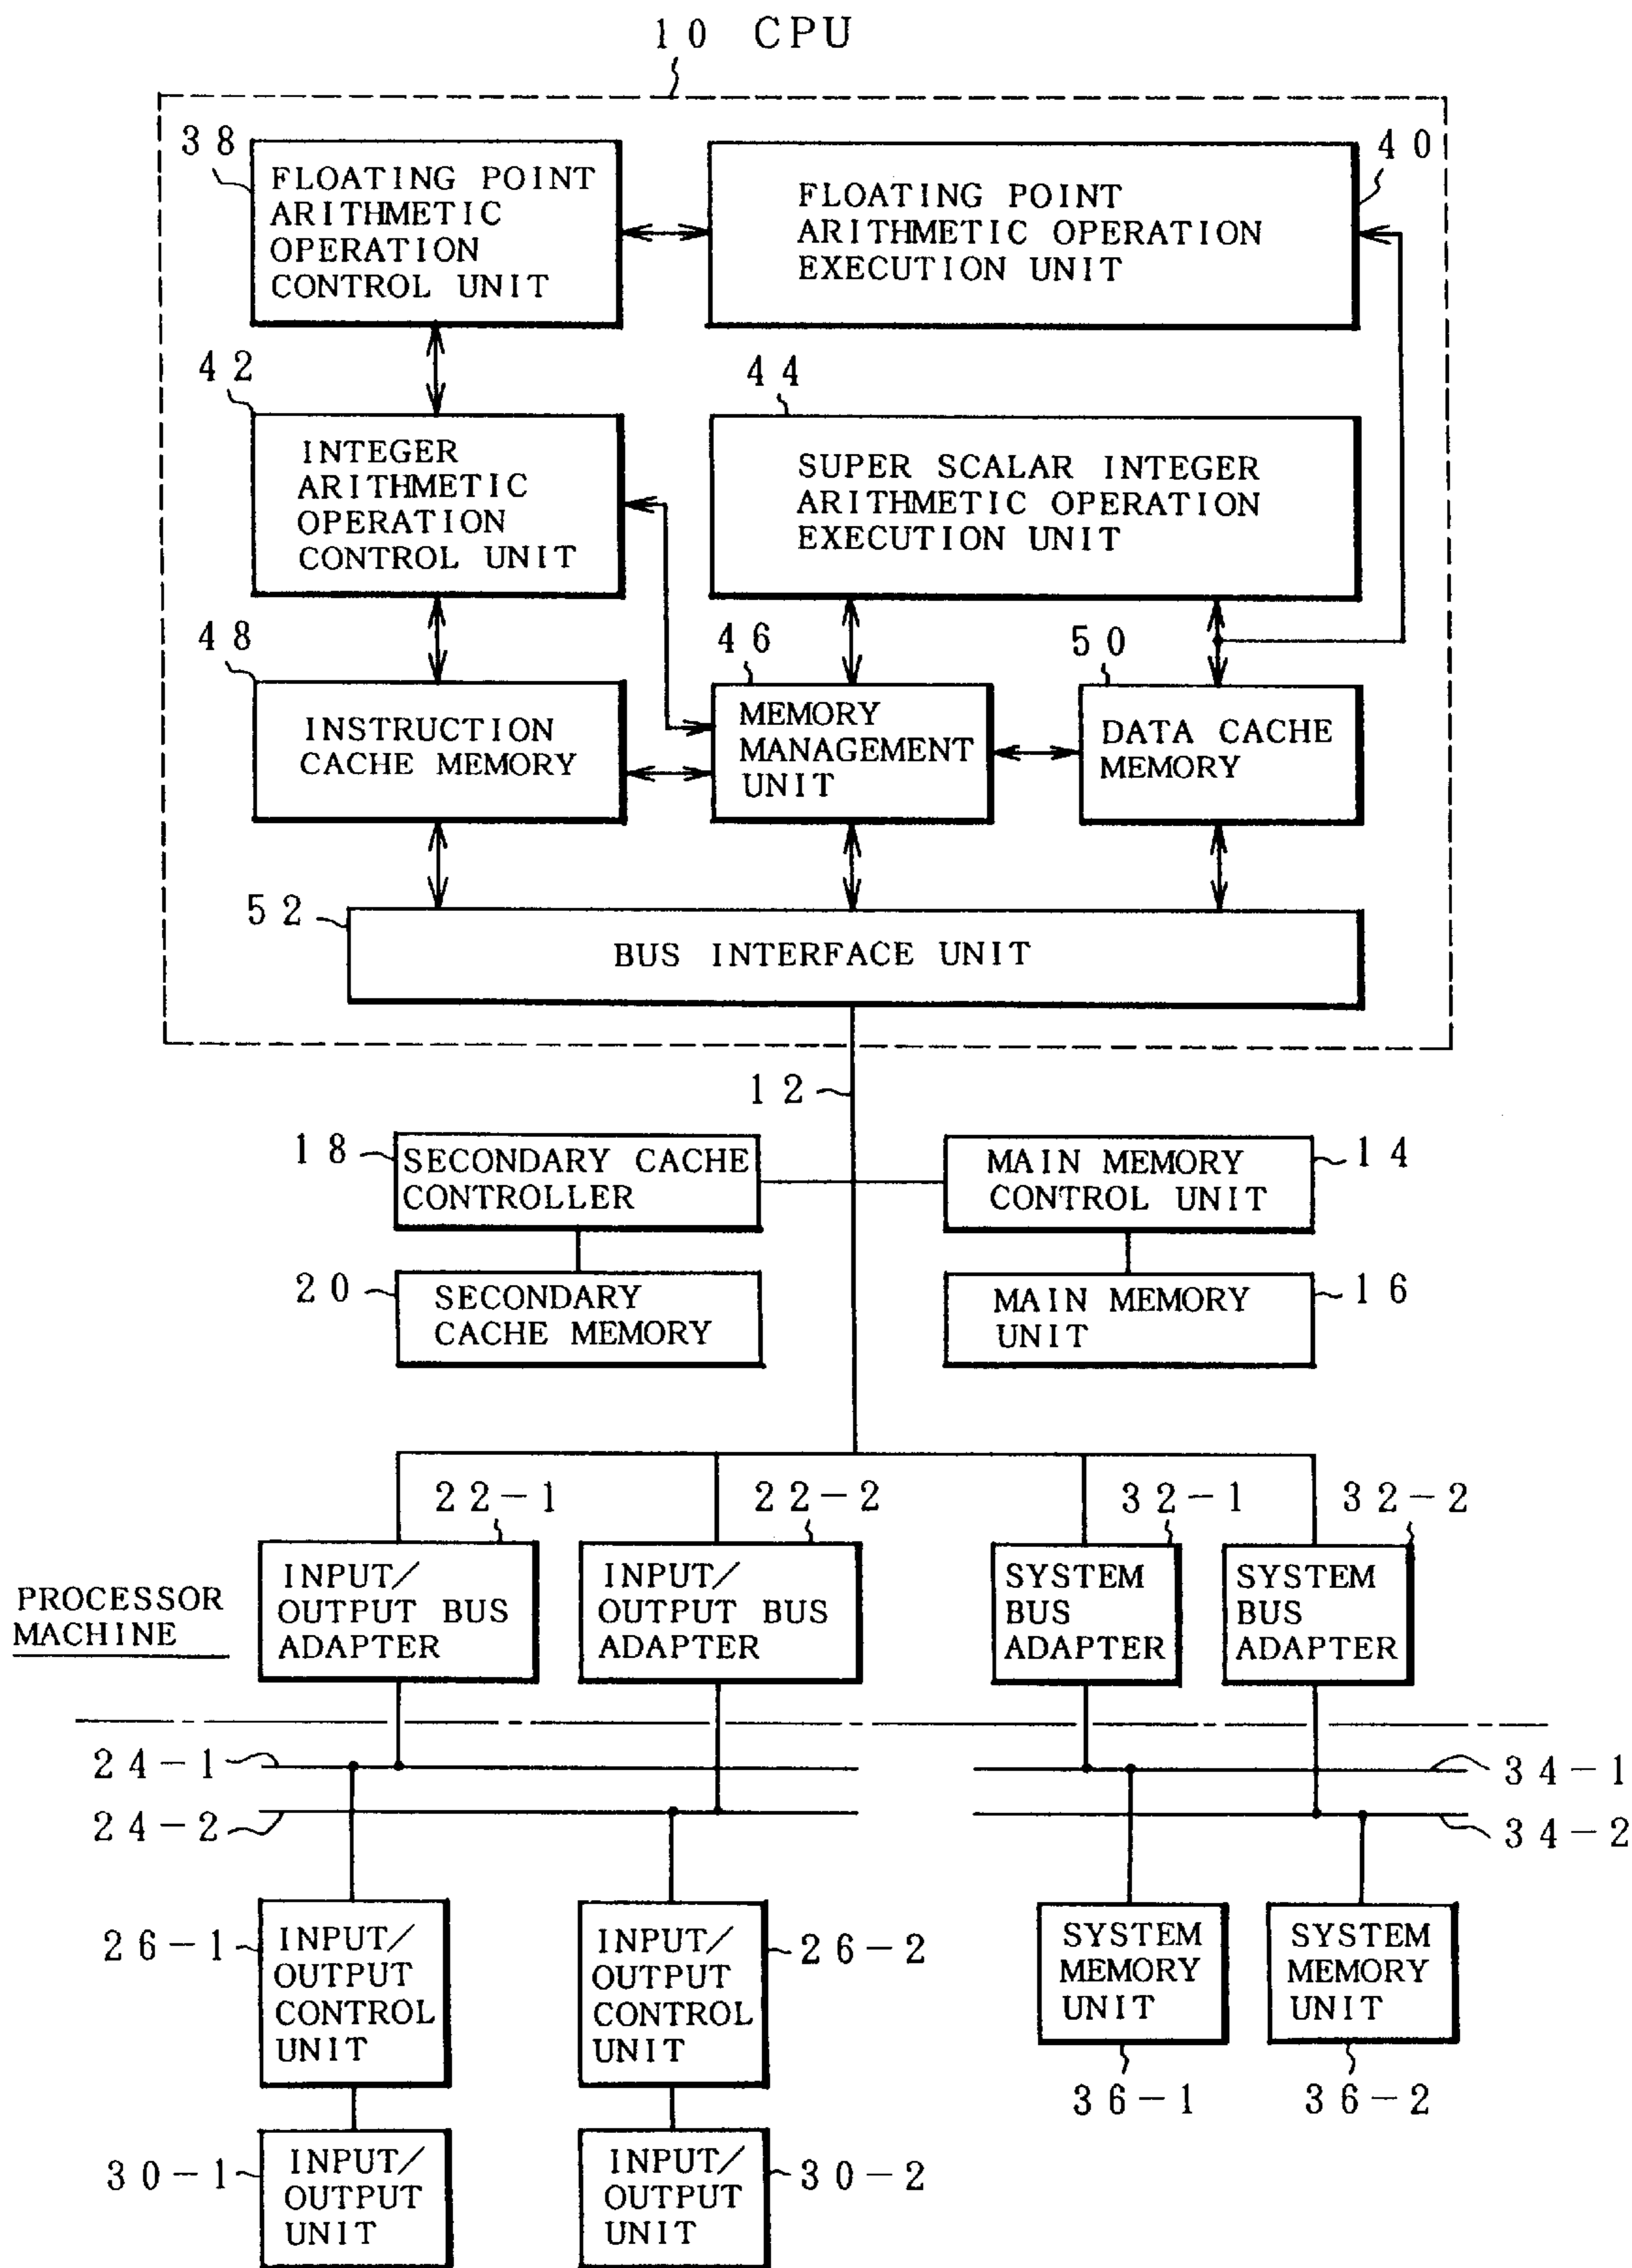 10 CPU
38
FLOATING POINT
ARITHMETIC
OPERATION
CONTROL UNIT
40
FLOATING POINT
ARITHMETIC OPERATION
EXECUTION UNIT
42
INTEGER
ARITHMETIC
OPERATION
CONTROL UNIT
44
SUPER SCALAR INTEGER
ARITHMETIC OPERATION
EXECUTION UNIT
48
INSTRUCTION
CACHE MEMORY
46
MEMORY
MANAGEMENT
UNIT
50
DATA CACHE
MEMORY
52
BUS INTERFACE UNIT
12
18
SECONDARY CACHE
CONTROLLER
MAIN MEMORY
CONTROL UNIT
14
20
SECONDARY
CACHE MEMORY
MAIN MEMORY
UNIT
16
22-1
22-2
32-1
32-2
PROCESSOR
MACHINE
INPUT/
OUTPUT BUS
ADAPTER
INPUT/
OUTPUT BUS
ADAPTER
SYSTEM
BUS
ADAPTER
SYSTEM
BUS
ADAPTER
24-1
34-1
24-2
34-2
26-1
INPUT/
OUTPUT
CONTROL
UNIT
INPUT/
OUTPUT
CONTROL
UNIT
26-2
SYSTEM
MEMORY
UNIT
SYSTEM
MEMORY
UNIT
36-1
36-2
30-1
INPUT/
OUTPUT
UNIT
INPUT/
OUTPUT
UNIT
30-2